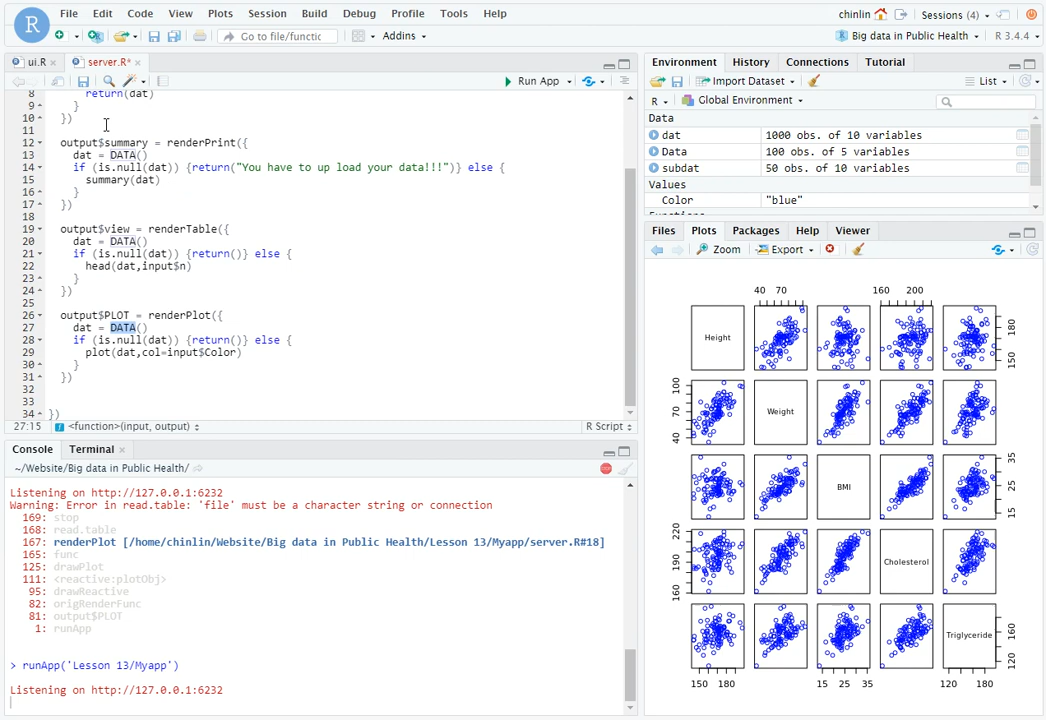 File Edit Code View Plots Session Build Debug Profile Tools Help
chinlin Sessions (4)
Go to file/functic Addins
Big data in Public Health R 3.4.4
ui.R server.R*
Run App
8 return(dat)
9 }
10 })
11
12 output$summary = renderPrint({
13 dat = DATA()
14 if (is.null(dat)) {return("You have to up load your data!!!")} else {
15 summary(dat)
16 }
17 })
18
19 output$view = renderTable({
20 dat = DATA()
21 if (is.null(dat)) {return()} else {
22 head(dat,input$n)
23 }
24 })
25
26 output$PLOT = renderPlot({
27 dat = DATA()
28 if (is.null(dat)) {return()} else {
29 plot(dat,col=input$Color)
30 }
31 })
32
33
34 })
27:15 <function>(input, output) R Script
Console Terminal
~/Website/Big data in Public Health/
Listening on http://127.0.0.1:6232
Warning: Error in read.table: 'file' must be a character string or connection
169: stop
168: read.table
167: renderPlot [/home/chinlin/Website/Big data in Public Health/Lesson 13/Myapp/server.R#18]
165: func
125: drawPlot
111: <reactive:plotObj>
95: drawReactive
82: origRenderFunc
81: output$PLOT
1: runApp
> runApp('Lesson 13/Myapp')
Listening on http://127.0.0.1:6232
Environment History Connections Tutorial
Import Dataset List
R Global Environment
Data
dat 1000 obs. of 10 variables
Data 100 obs. of 5 variables
subdat 50 obs. of 10 variables
Values
Color "blue"
Files Plots Packages Help Viewer
Zoom Export
40 70 160 200
Height
150 180
40 70 100
Weight
BMI
15 25 35
160 190 220
Cholesterol
Triglyceride
120 160
150 180 15 25 35 120 180